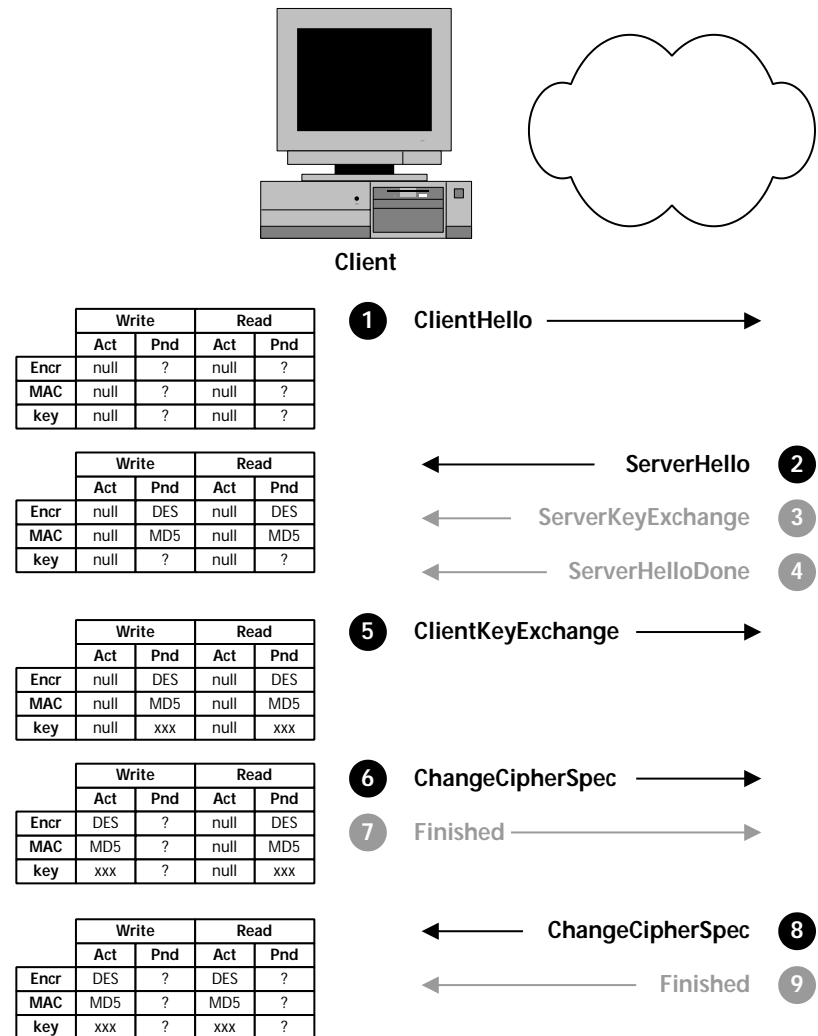 Client
Write Read
Act Pnd Act Pnd
Encr null ? null ?
MAC null ? null ?
key null ? null ?
1 ClientHello
Write Read
Act Pnd Act Pnd
Encr null DES null DES
MAC null MD5 null MD5
key null ? null ?
ServerHello 2
ServerKeyExchange 3
ServerHelloDone 4
Write Read
Act Pnd Act Pnd
Encr null DES null DES
MAC null MD5 null MD5
key null xxx null xxx
5 ClientKeyExchange
Write Read
Act Pnd Act Pnd
Encr DES ? null DES
MAC MD5 ? null MD5
key xxx ? null xxx
6 ChangeCipherSpec
7 Finished
Write Read
Act Pnd Act Pnd
Encr DES ? DES ?
MAC MD5 ? MD5 ?
key xxx ? xxx ?
ChangeCipherSpec 8
Finished 9